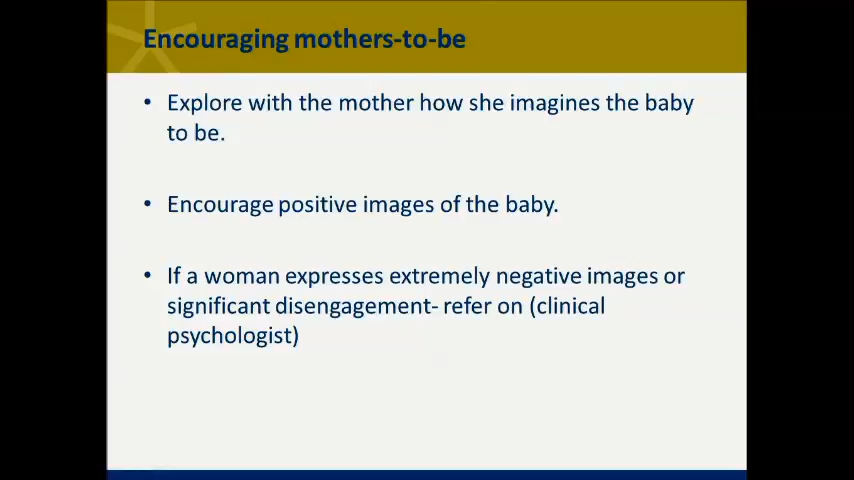 Encouraging mothers-to-be
• Explore with the mother how she imagines the baby
to be.
• Encourage positive images of the baby.
• If a woman expresses extremely negative images or
significant disengagement- refer on (clinical
psychologist)